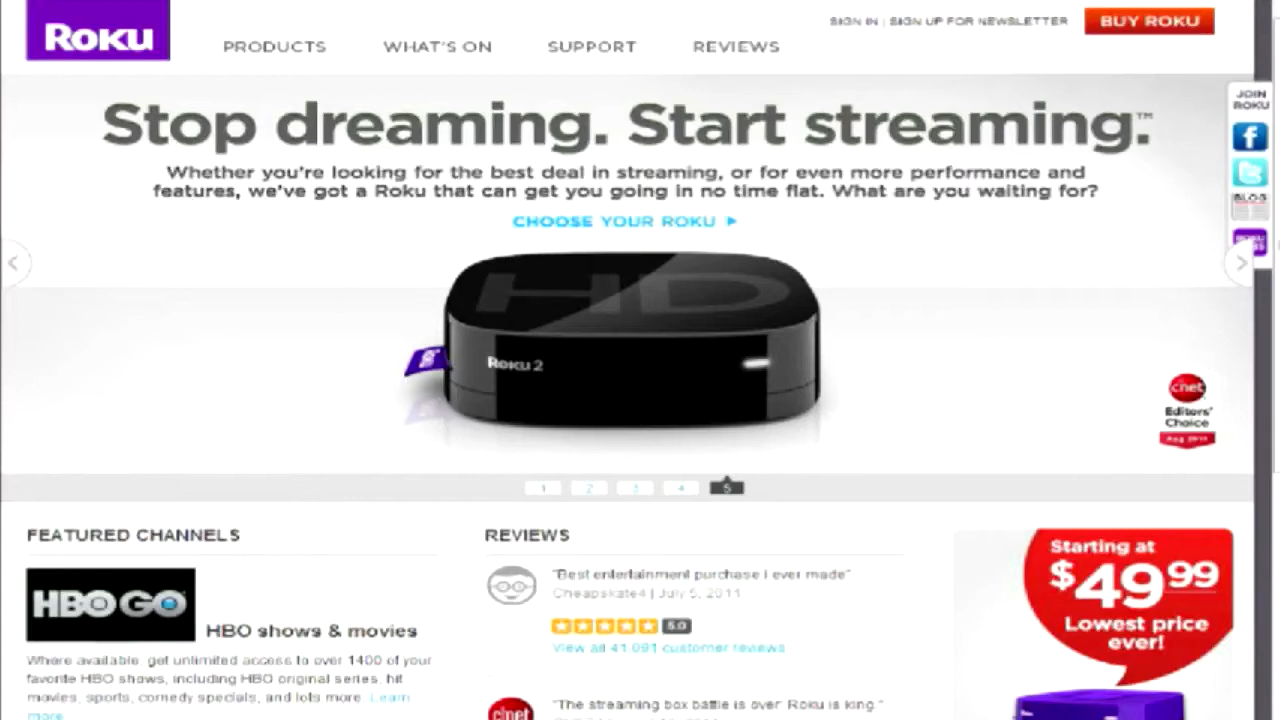 Roku
SIGN IN | SIGN UP FOR NEWSLETTER
BUY ROKU
PRODUCTS WHAT'S ON SUPPORT REVIEWS
JOIN
ROKU
Stop dreaming. Start streaming.™
Whether you're looking for the best deal in streaming, or for even more performance and
features, we've got a Roku that can get you going in no time flat. What are you waiting for?
CHOOSE YOUR ROKU
BLOG
HD
Roku 2
cnet
Editors'
Choice
1 2 3 4 5
FEATURED CHANNELS
HBO GO
HBO shows & movies
Where available, get unlimited access to over 1400 of your
favorite HBO shows, including HBO original series, hit
movies, sports, comedy specials, and lots more. Learn
more
REVIEWS
"Best entertainment purchase I ever made"
Cheapskate4 | July 5, 2011
5.0
View all 41,091 customer reviews
cnet
"The streaming box battle is over: Roku is king."
Starting at
$49.99
Lowest price
ever!